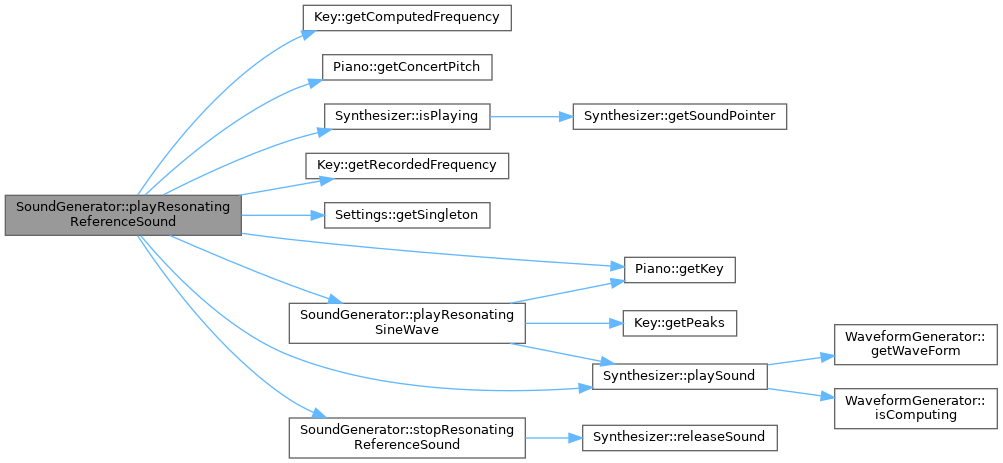 Key::getComputedFrequency
Piano::getConcertPitch
Synthesizer::isPlaying
Synthesizer::getSoundPointer
Key::getRecordedFrequency
SoundGenerator::playResonating
ReferenceSound
Settings::getSingleton
Piano::getKey
SoundGenerator::playResonating
SineWave
Key::getPeaks
WaveformGenerator::
getWaveForm
Synthesizer::playSound
WaveformGenerator::
isComputing
SoundGenerator::stopResonating
ReferenceSound
Synthesizer::releaseSound